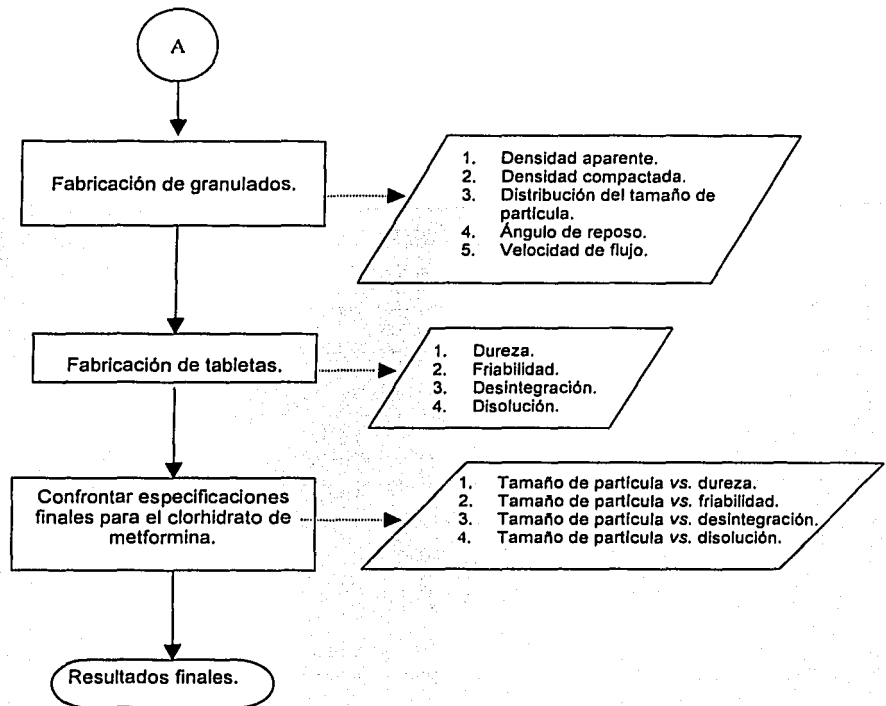 A
Fabricación de granulados.
1. Densidad aparente.
2. Densidad compactada.
3. Distribución del tamaño de
partícula.
4. Ángulo de reposo.
5. Velocidad de flujo.
Fabricación de tabletas.
1. Dureza.
2. Friabilidad.
3. Desintegración.
4. Disolución.
Confrontar especificaciones
finales para el clorhidrato de
metformina.
1. Tamaño de partícula vs. dureza.
2. Tamaño de partícula vs. friabilidad.
3. Tamaño de partícula vs. desintegración.
4. Tamaño de partícula vs. disolución.
Resultados finales.